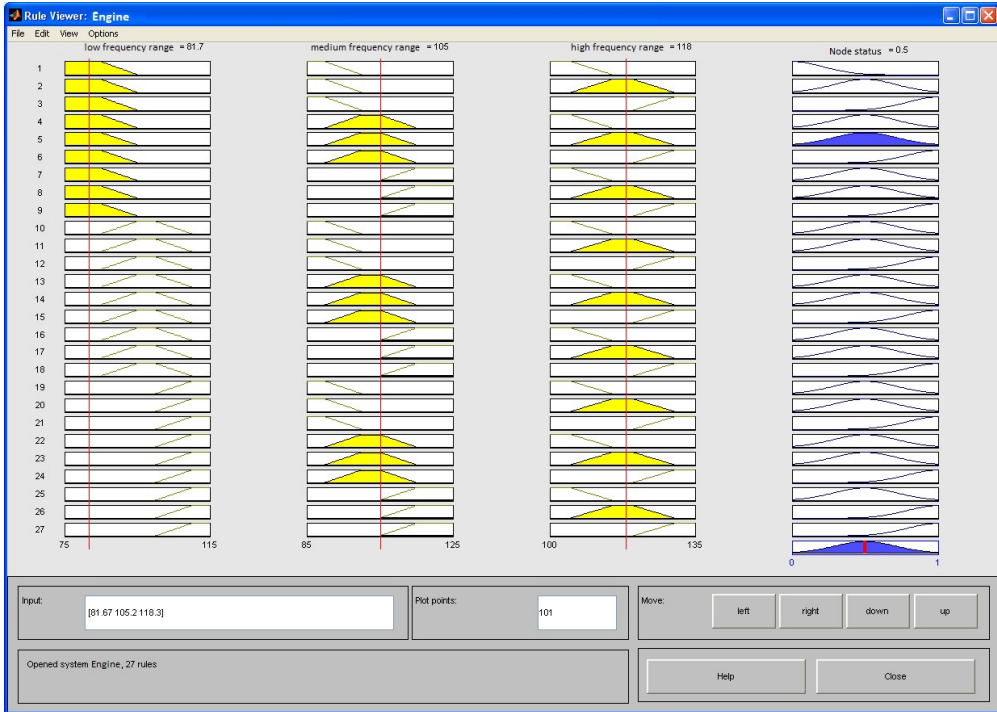 Rule Viewer: Engine
File Edit View Options
low frequency range = 81.7
medium frequency range = 105
high frequency range = 118
Node status = 0.5
1
2
3
4
5
6
7
8
9
10
11
12
13
14
15
16
17
18
19
20
21
22
23
24
25
26
27
75 115
85 125
100 135
0 1
Input:
[81.67 105.2 118.3]
Plot points:
101
Move:
left
right
down
up
Opened system Engine, 27 rules
Help
Close